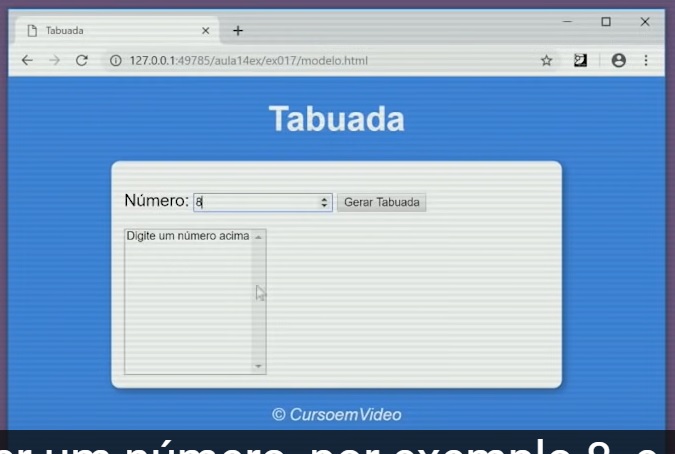 Tabuada
127.0.0.1:49785/aula14ex/ex017/modelo.html
Tabuada
Número: 8 Gerar Tabuada
Digite um número acima
© CursoemVideo
um número, por exemplo 8, e